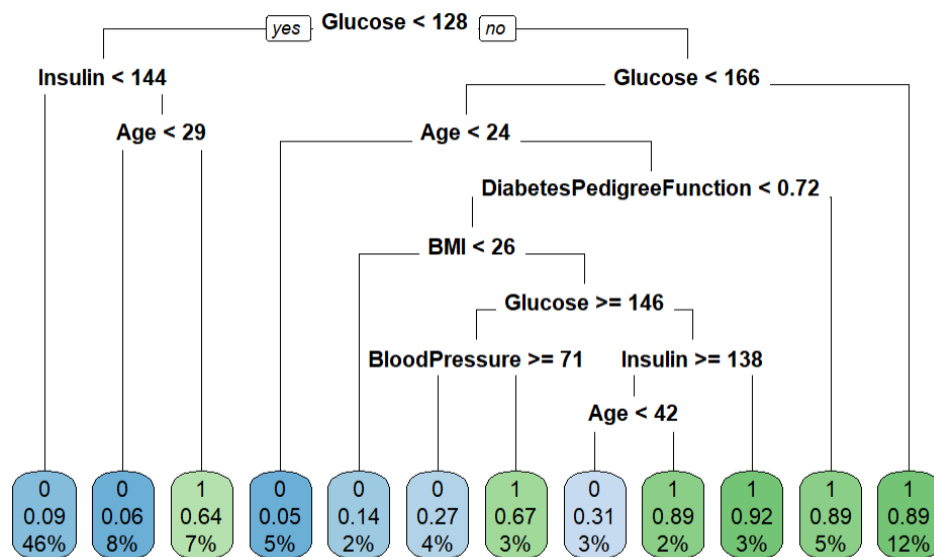 yes Glucose < 128 no
Insulin < 144 Glucose < 166
Age < 29 Age < 24
DiabetesPedigreeFunction < 0.72
BMI < 26
Glucose >= 146
BloodPressure >= 71 Insulin >= 138
Age < 42
0 0 1 0 0 0 1 0 1 1 1 1
0.09 0.06 0.64 0.05 0.14 0.27 0.67 0.31 0.89 0.92 0.89 0.89
46% 8% 7% 5% 2% 4% 3% 3% 2% 3% 5% 12%